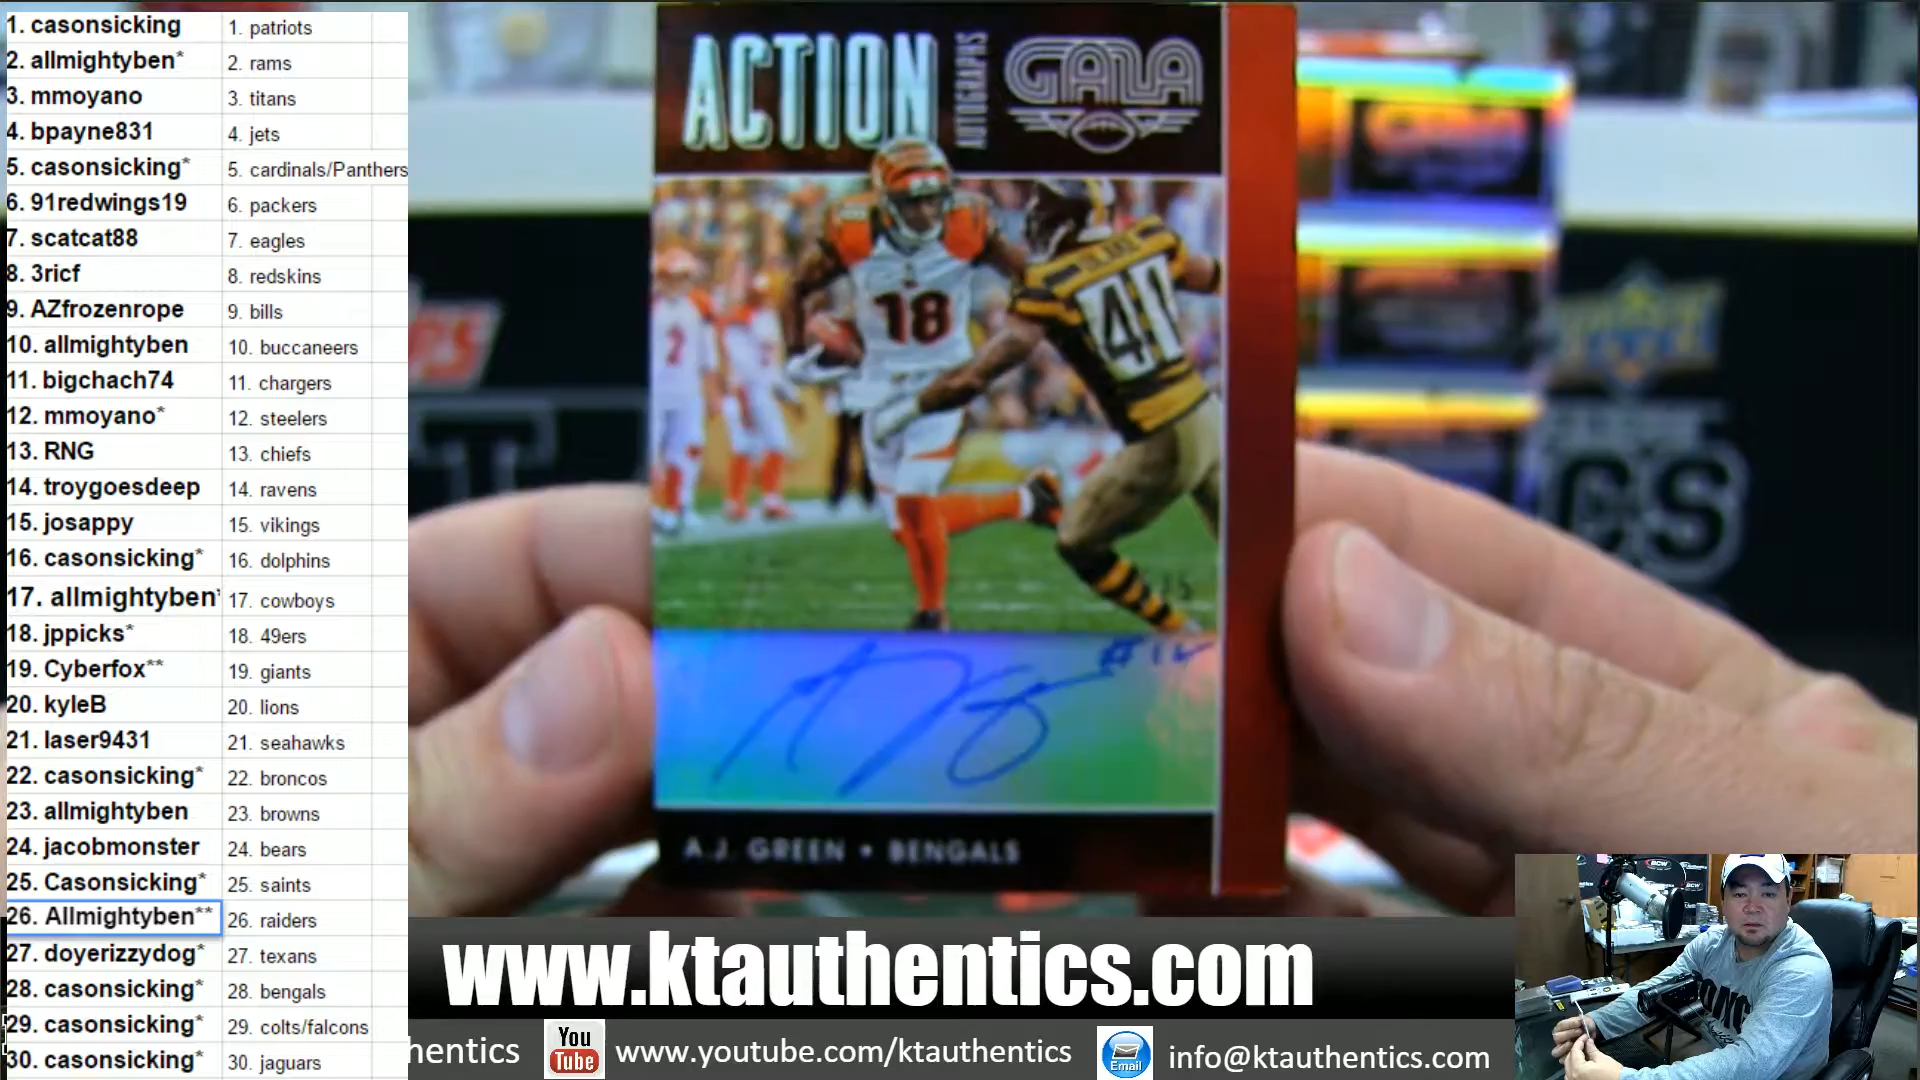 1. casonsicking 1. patriots
2. allmightyben* 2. rams
3. mmoyano 3. titans
4. bpayne831 4. jets
5. casonsicking* 5. cardinals/Panthers
6. 91redwings19 6. packers
7. scatcat88 7. eagles
8. 3ricf 8. redskins
9. AZfrozenrope 9. bills
10. allmightyben 10. buccaneers
11. bigchach74 11. chargers
12. mmoyano* 12. steelers
13. RNG 13. chiefs
14. troygoesdeep 14. ravens
15. josappy 15. vikings
16. casonsicking* 16. dolphins
17. allmightyben* 17. cowboys
18. jppicks* 18. 49ers
19. Cyberfox** 19. giants
20. kyleB 20. lions
21. laser9431 21. seahawks
22. casonsicking* 22. broncos
23. allmightyben 23. browns
24. jacobmonster 24. bears
25. Casonsicking* 25. saints
26. Allmightyben** 26. raiders
27. doyerizzydog* 27. texans
28. casonsicking* 28. bengals
29. casonsicking* 29. colts/falcons
30. casonsicking* 30. jaguars
ACTION AUTOGRAPHS GALA
18
41
A.J. GREEN • BENGALS
www.ktauthentics.com
hentics You Tube www.youtube.com/ktauthentics Email info@ktauthentics.com